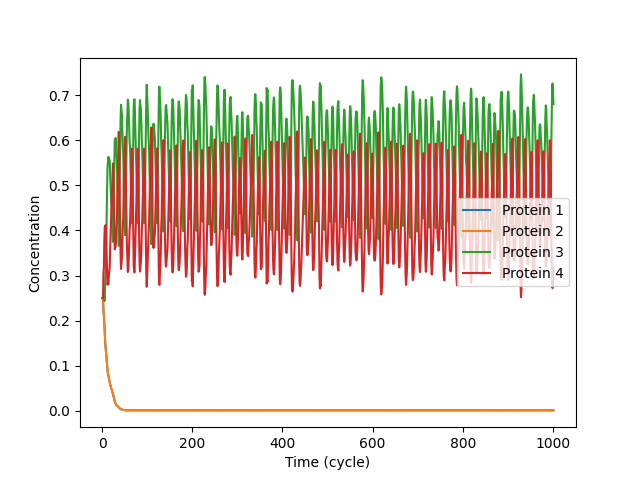 0.7
0.6
0.5
0.4
0.3
0.2
0.1
0.0
Concentration
Protein 1
Protein 2
Protein 3
Protein 4
0 200 400 600 800 1000
Time (cycle)